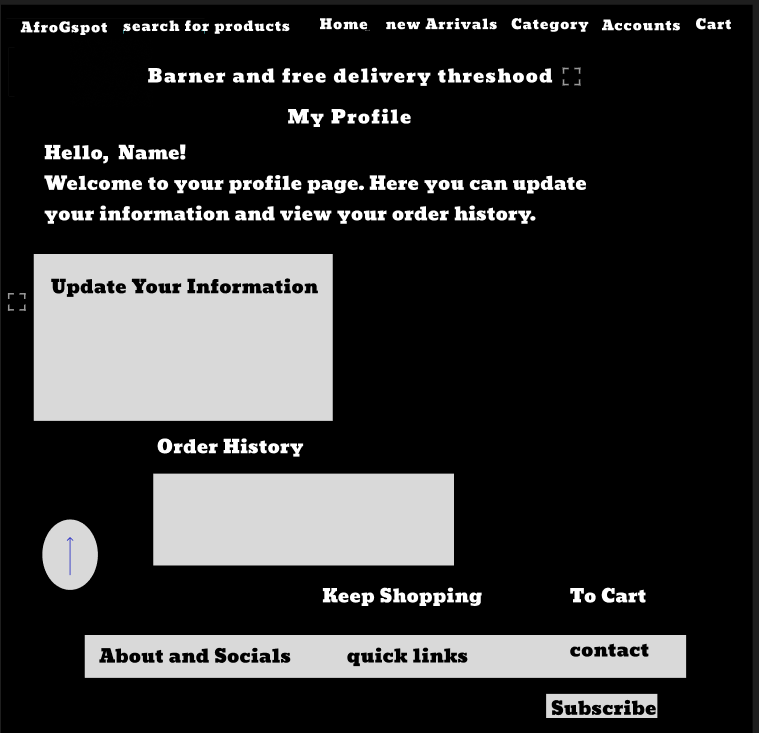 AfroGspot search for products Home new Arrivals Category Accounts Cart
Barner and free delivery threshood
My Profile
Hello, Name!
Welcome to your profile page. Here you can update
your information and view your order history.
Update Your Information
Order History
Keep Shopping To Cart
About and Socials quick links contact
Subscribe